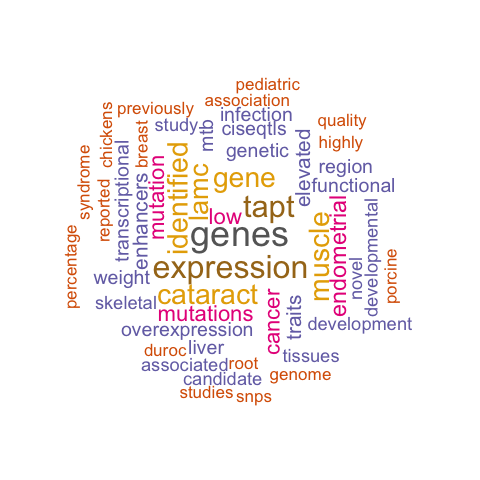 pediatric
association
previously
infection
chickens
study
mtb
ciseqtls
quality
highly
breast
genetic
elevated
region
functional
syndrome
reported
transcriptional
enhancers
mutation
identified
lamc
gene
low
tapt
genes
muscle
endometrial
novel
developmental
porcine
percentage
weight
expression
cataract
skeletal
mutations
cancer
traits
development
overexpression
duroc
liver
root
tissues
associated
candidate
genome
studies
snps